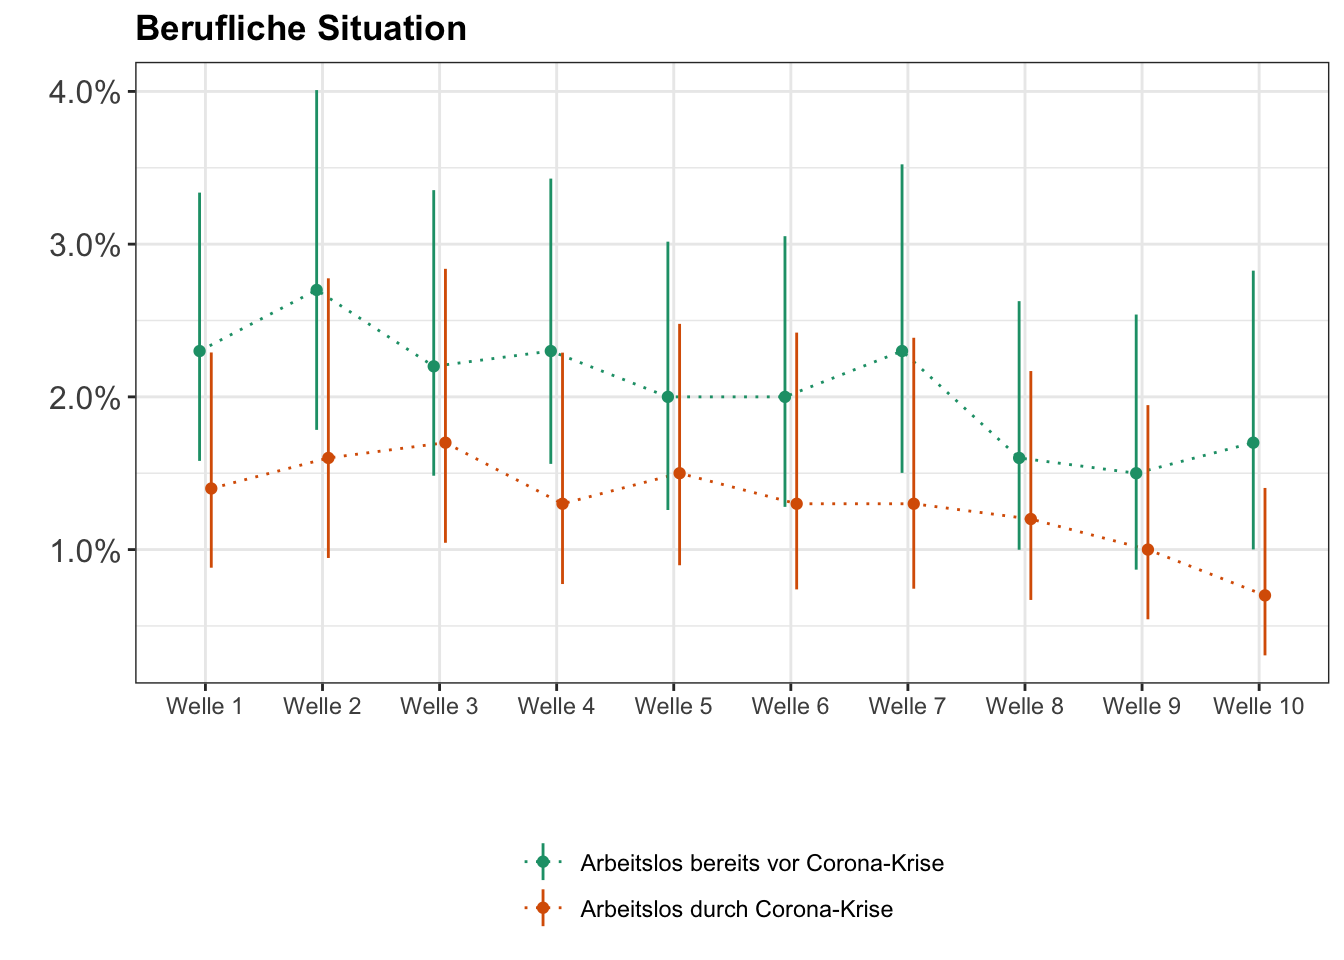 Berufliche Situation
4.0%
3.0%
2.0%
1.0%
Welle 1 Welle 2 Welle 3 Welle 4 Welle 5 Welle 6 Welle 7 Welle 8 Welle 9 Welle 10
Arbeitslos bereits vor Corona-Krise
Arbeitslos durch Corona-Krise